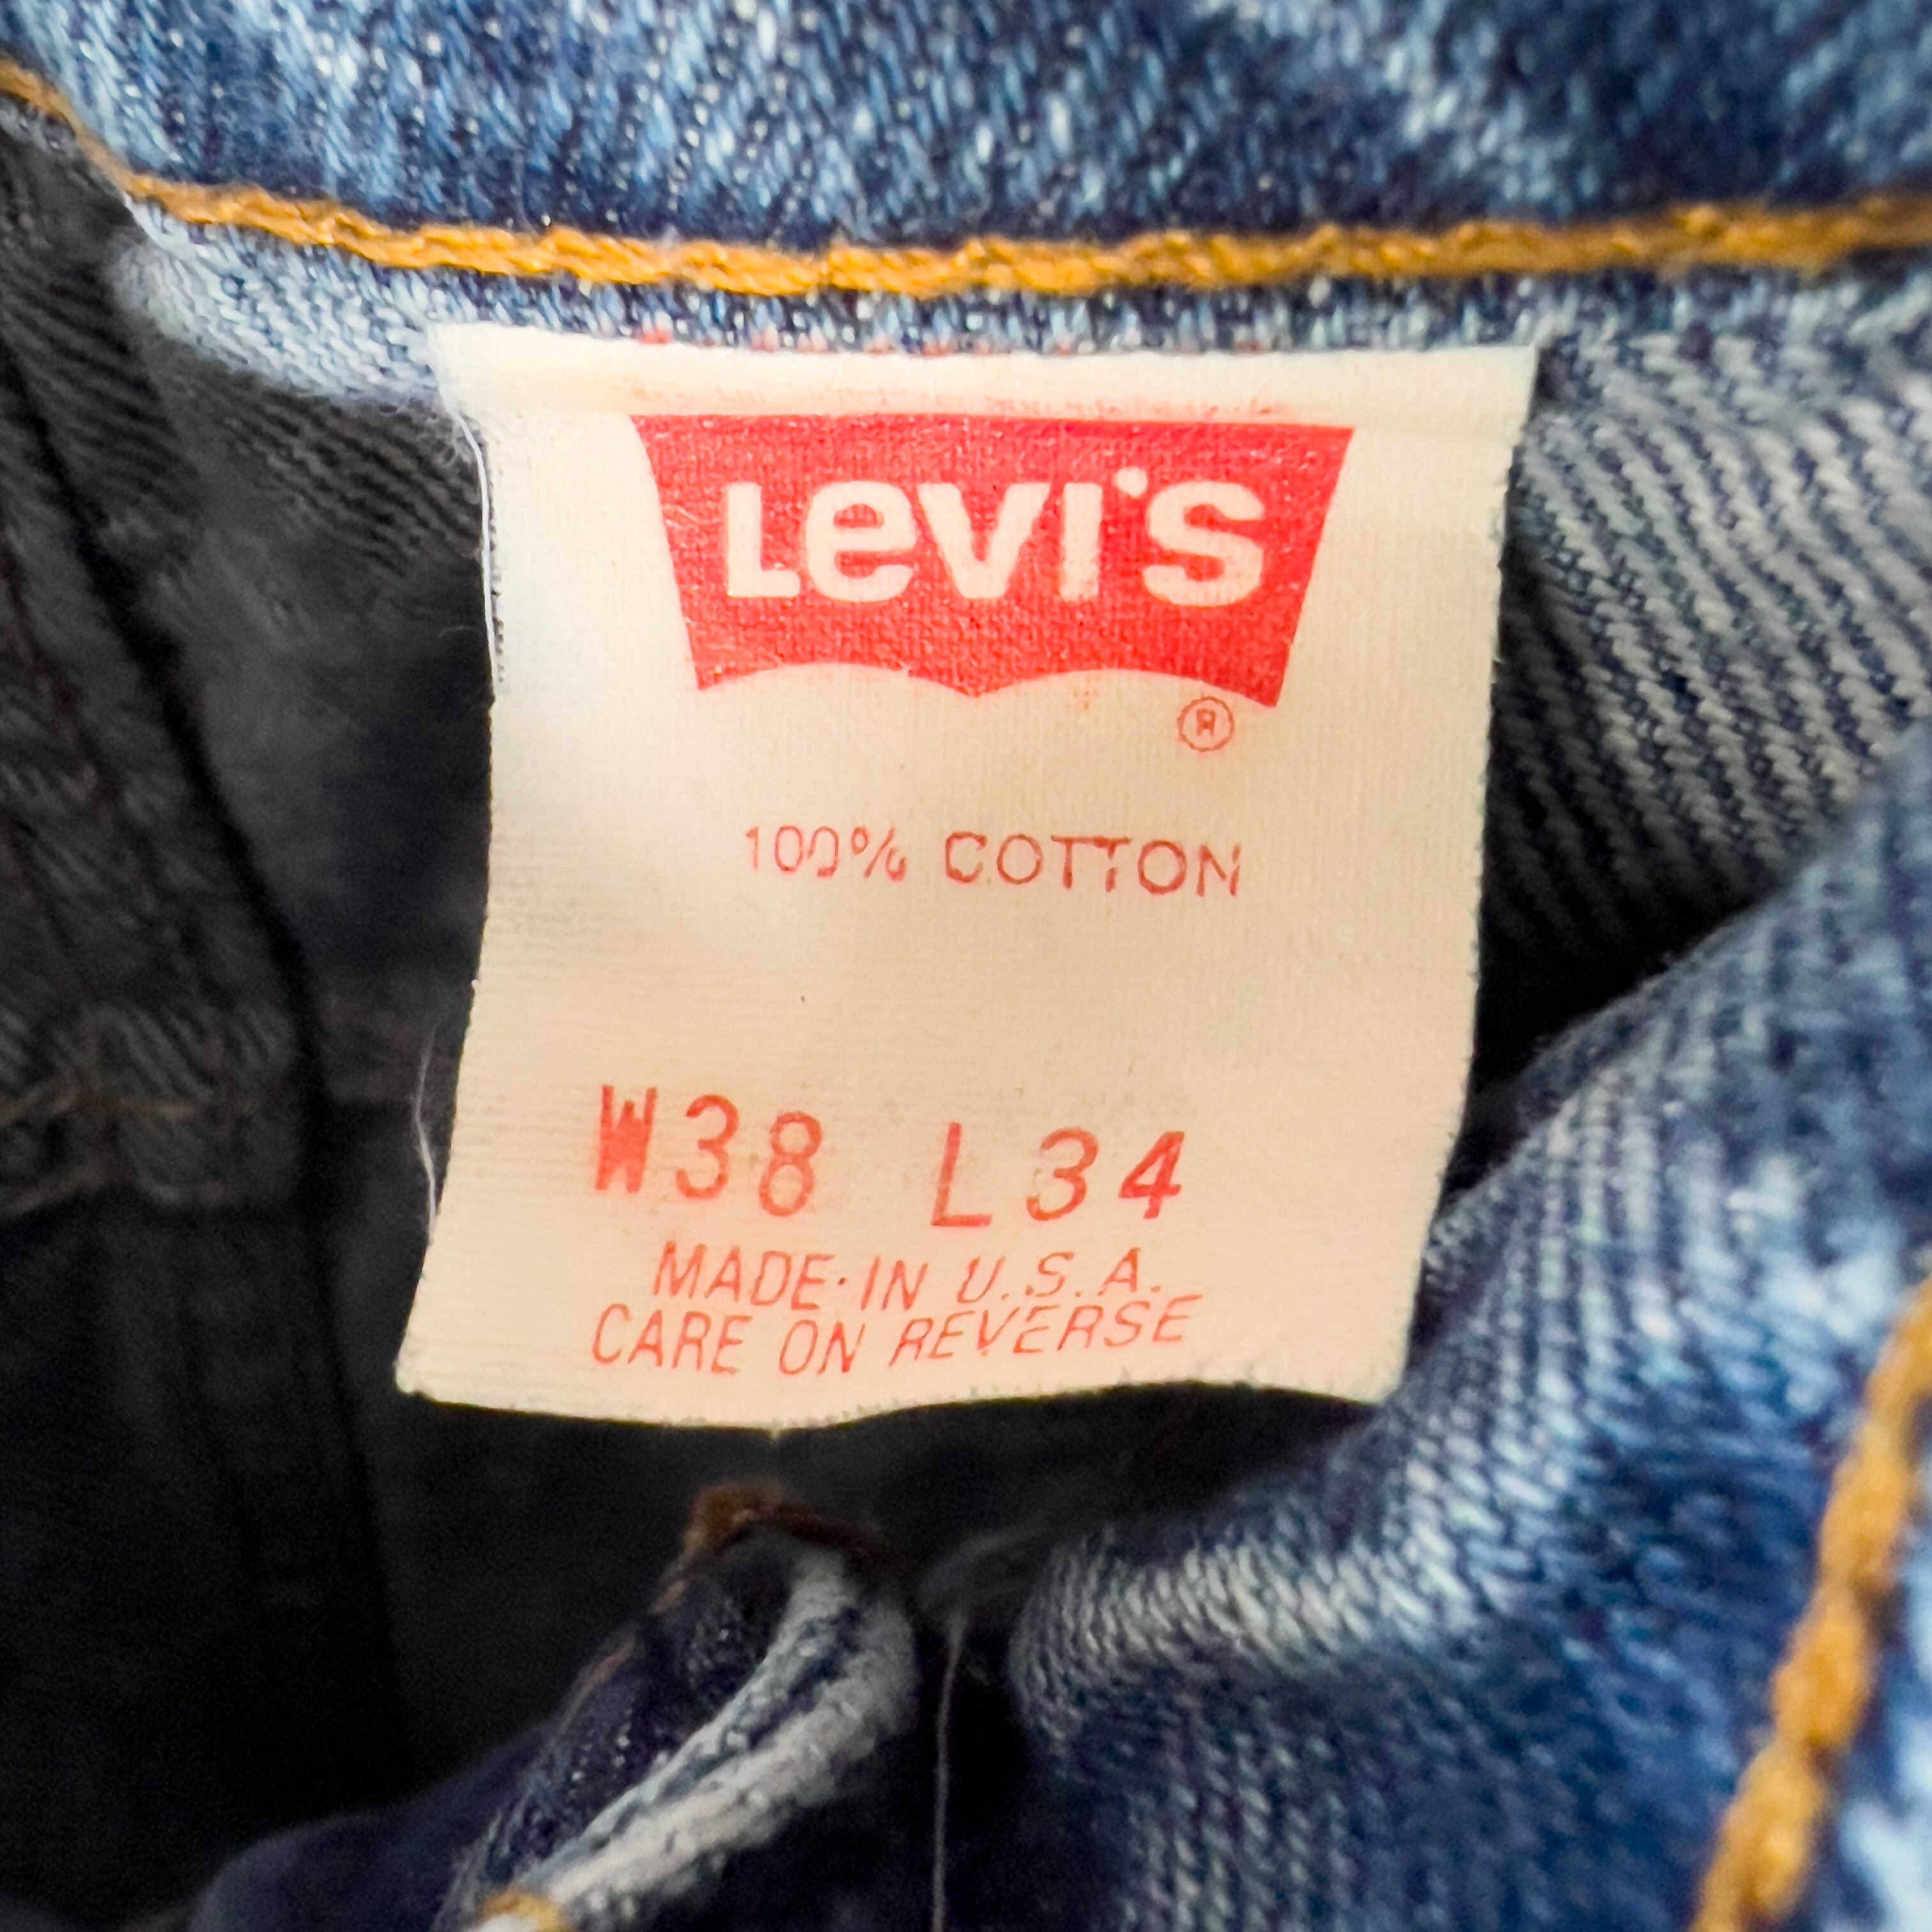 Levi's
®
100% COTTON
W38 L34
MADE IN U.S.A.
CARE ON REVERSE